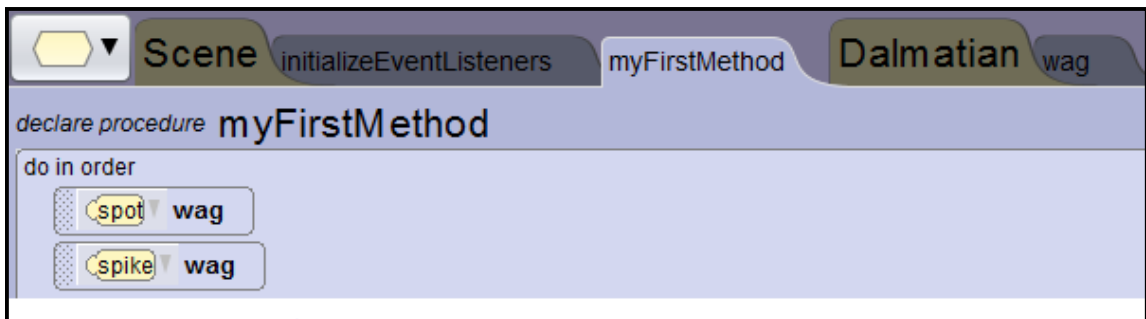 Scene initializeEventListeners myFirstMethod Dalmatian wag
declare procedure myFirstMethod
do in order
spot wag
spike wag